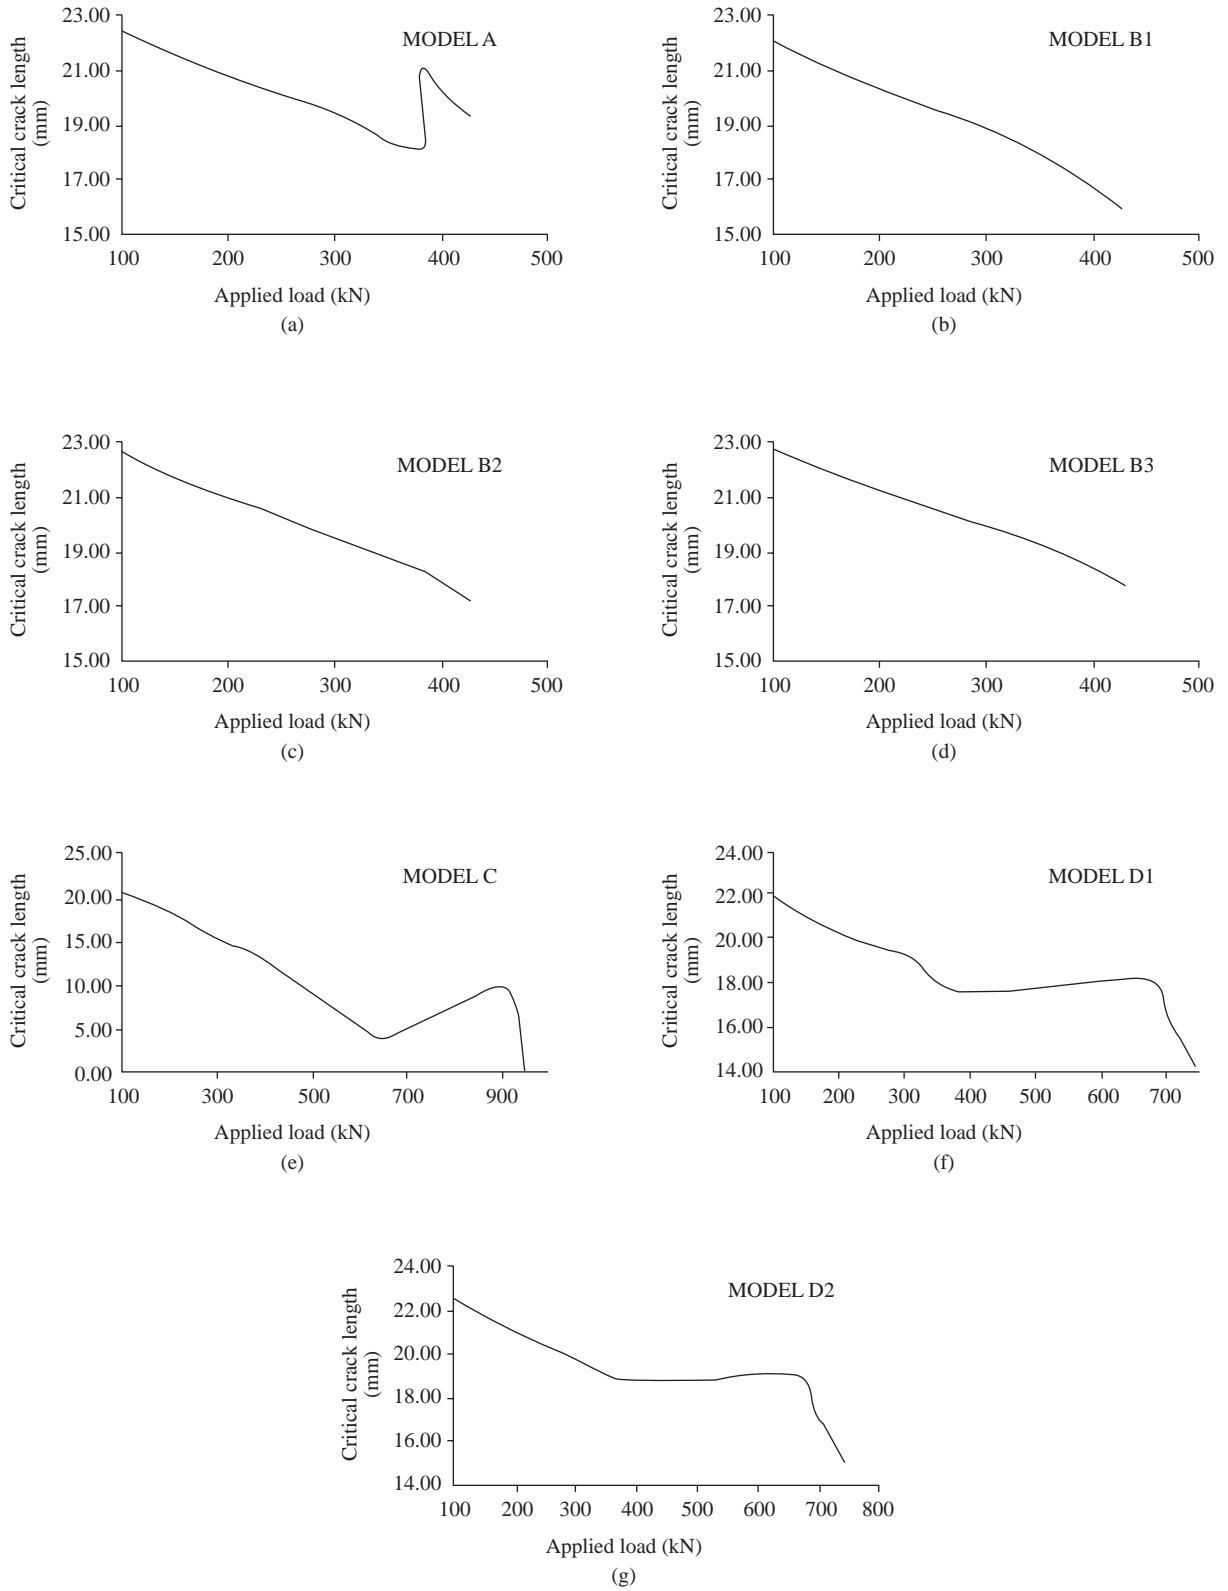 MODEL A
Critical crack length
(mm)
23.00
21.00
19.00
17.00
15.00
100 200 300 400 500
Applied load (kN)
(a)
MODEL B1
Critical crack length
(mm)
23.00
21.00
19.00
17.00
15.00
100 200 300 400 500
Applied load (kN)
(b)
MODEL B2
Critical crack length
(mm)
23.00
21.00
19.00
17.00
15.00
100 200 300 400 500
Applied load (kN)
(c)
MODEL B3
Critical crack length
(mm)
23.00
21.00
19.00
17.00
15.00
100 200 300 400 500
Applied load (kN)
(d)
MODEL C
Critical crack length
(mm)
25.00
20.00
15.00
10.00
5.00
0.00
100 300 500 700 900
Applied load (kN)
(e)
MODEL D1
Critical crack length
(mm)
24.00
22.00
20.00
18.00
16.00
14.00
100 200 300 400 500 600 700
Applied load (kN)
(f)
MODEL D2
Critical crack length
(mm)
24.00
22.00
20.00
18.00
16.00
14.00
100 200 300 400 500 600 700 800
Applied load (kN)
(g)